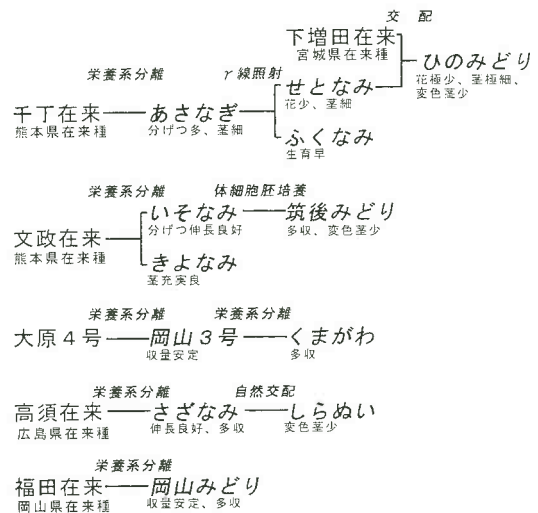 交 配
下増田在来
宮城県在来種
ひのみどり
花極少、茎極細、
変色茎少
栄養系分離 γ線照射
千丁在来 あさなぎ せとなみ
熊本県在来種 分げつ多、茎細 花少、茎細
ふくなみ
生育早
栄養系分離 体細胞胚培養
文政在来 いそなみ 筑後みどり
熊本県在来種 分げつ伸長良好 多収、変色茎少
きよなみ
茎充実良
栄養系分離 栄養系分離
大原4号 岡山3号 くまがわ
収量安定 多収
栄養系分離 自然交配
高須在来 さざなみ しらぬい
広島県在来種 伸長良好、多収 変色茎少
栄養系分離
福田在来 岡山みどり
岡山県在来種 収量安定、多収